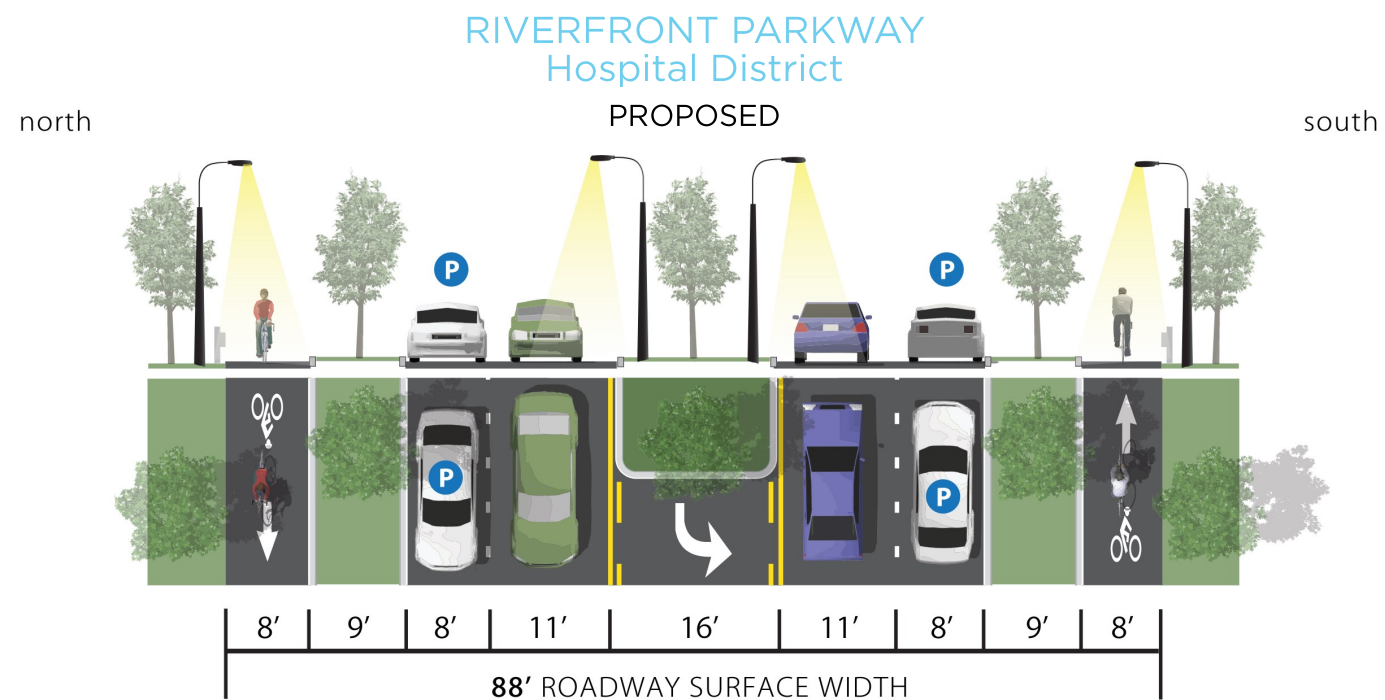 RIVERFRONT PARKWAY
Hospital District
PROPOSED
north
south
P
P
P
P
8’
9’
8’
11’
16’
11’
8’
9’
8’
88’ ROADWAY SURFACE WIDTH